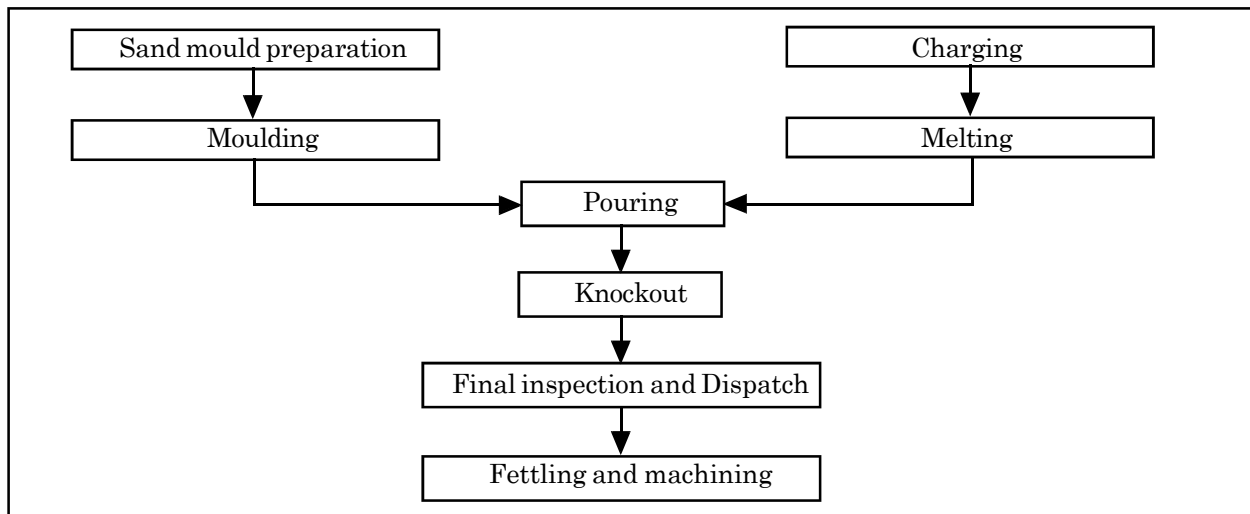 Sand mould preparation
Charging
Moulding
Melting
Pouring
Knockout
Final inspection and Dispatch
Fettling and machining